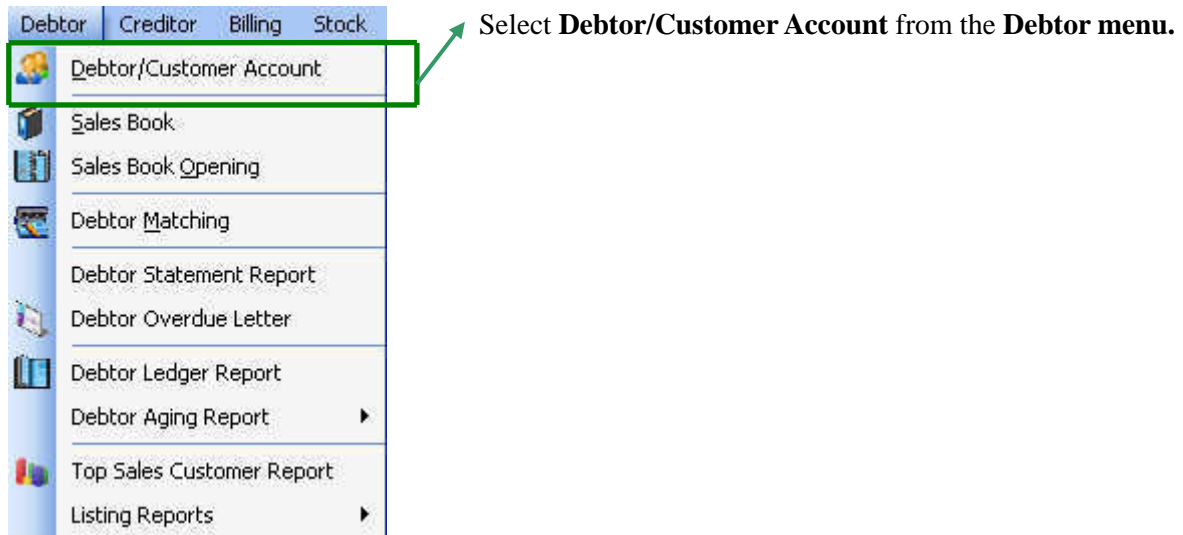 Debtor Creditor Billing Stock
Select Debtor/Customer Account from the Debtor menu.
Debtor/Customer Account
Sales Book
Sales Book Opening
Debtor Matching
Debtor Statement Report
Debtor Overdue Letter
Debtor Ledger Report
Debtor Aging Report
Top Sales Customer Report
Listing Reports